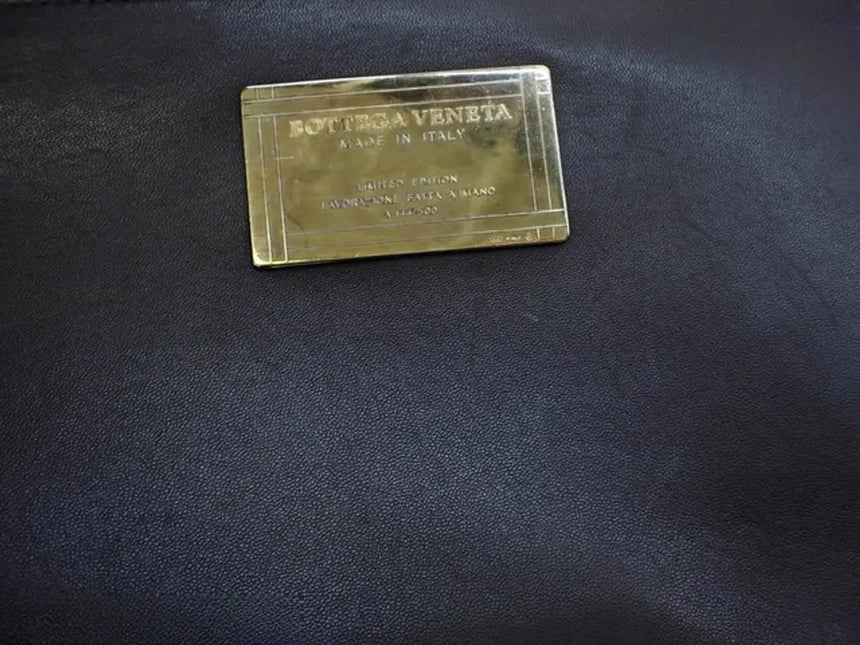 BOTTEGA VENETA
MADE IN ITALY
LIMITED EDITION
LAVORAZIONE FATTA A MANO
A